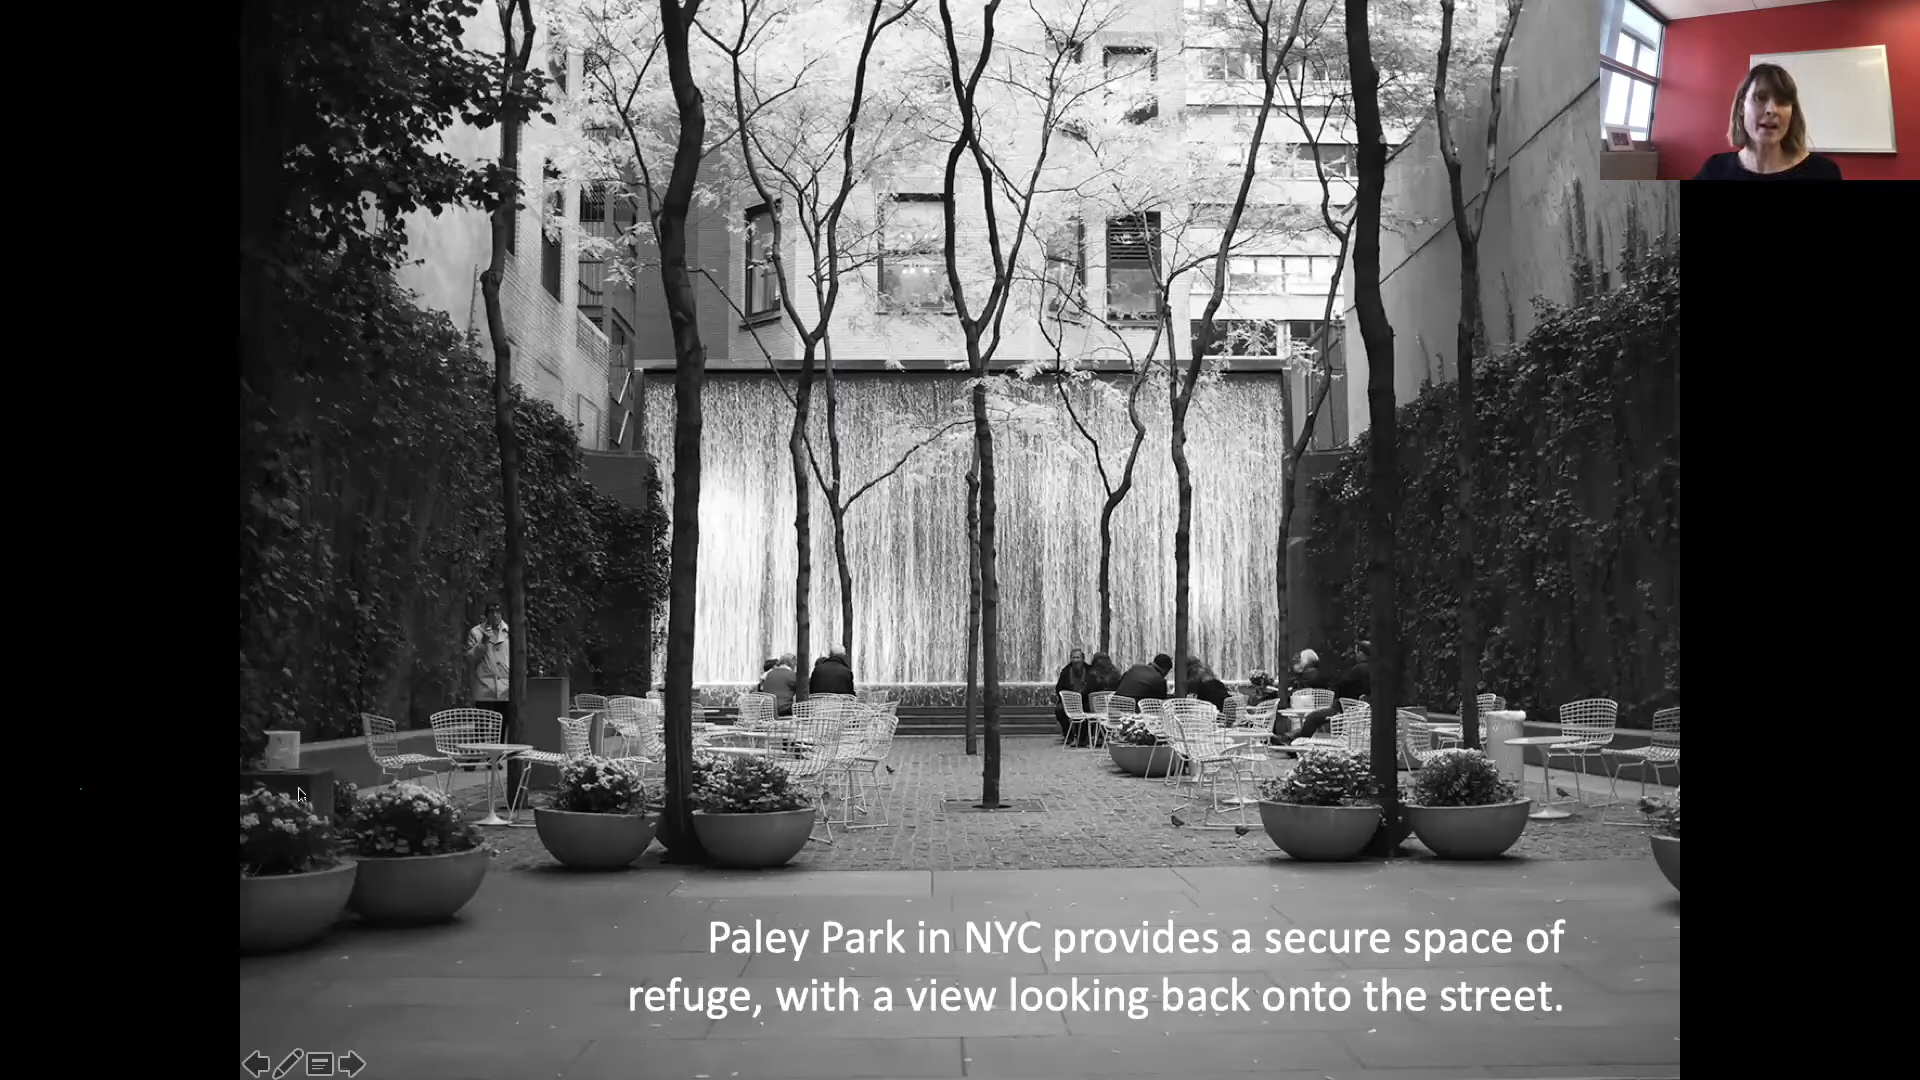 Paley Park in NYC provides a secure space of
refuge, with a view looking back onto the street.